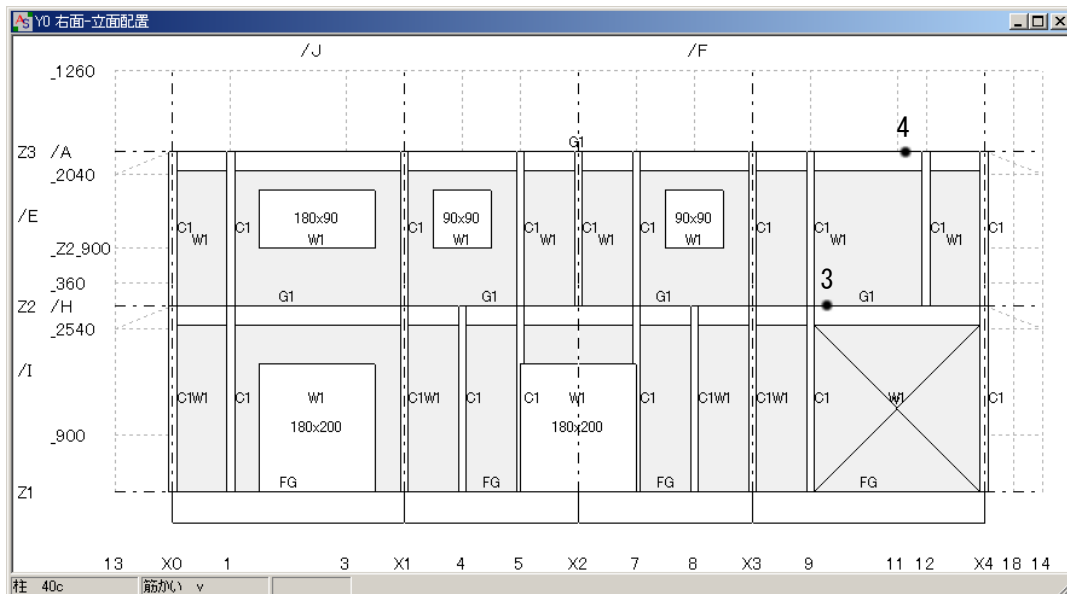 Y0 右面-立面配置
/J /F
_1260
4
G1
Z3 /A
_2040
180x90 90x90 90x90
/E
C1 W1 C1 W1 C1 W1 C1 W1 C1 W1 C1 W1 C1 C1 W1 C1 W1 C1
_Z2_900
_360
3
G1 G1 G1 G1
Z2 /H
_2540
/I
C1W1 C1 W1 C1W1 C1 C1 W1 C1 C1W1 C1W1 C1 W1 C1
180x200 180x200
_900
FG FG FG FG
Z1
13 X0 1 3 X1 4 5 X2 7 8 X3 9 11 12 X4 18 14
柱 40c 筋かい v